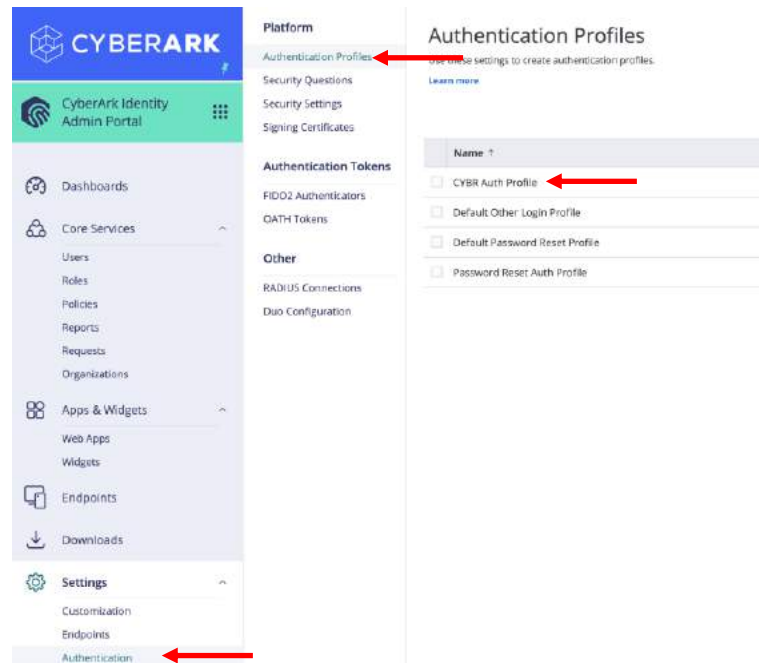 CYBERARK
CyberArk Identity
Admin Portal
Dashboards
Core Services
Users
Roles
Policies
Reports
Requests
Organizations
Apps & Widgets
Web Apps
Widgets
Endpoints
Downloads
Settings
Customization
Endpoints
Authentication
Platform
Authentication Profiles
Security Questions
Security Settings
Signing Certificates
Authentication Tokens
FIDO2 Authenticators
OATH Tokens
Other
RADIUS Connections
Duo Configuration
Authentication Profiles
Use these settings to create authentication profiles.
Learn more
Name ↑
CYBR Auth Profile
Default Other Login Profile
Default Password Reset Profile
Password Reset Auth Profile